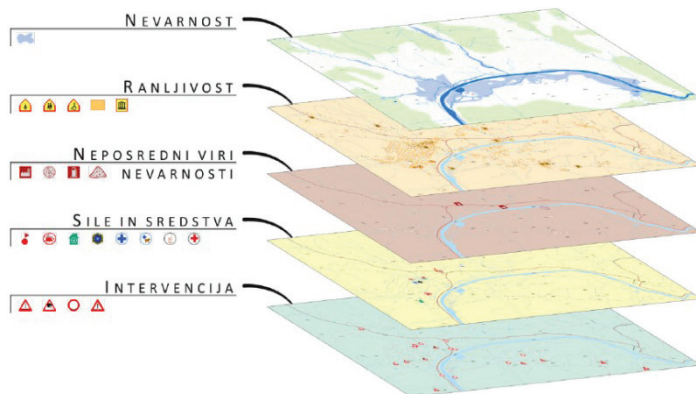 NEVARNOST
RANLJIVOST
NEPOSREDNI VIRI
NEVARNOSTI
SILE IN SREDSTVA
INTERVENCIJA